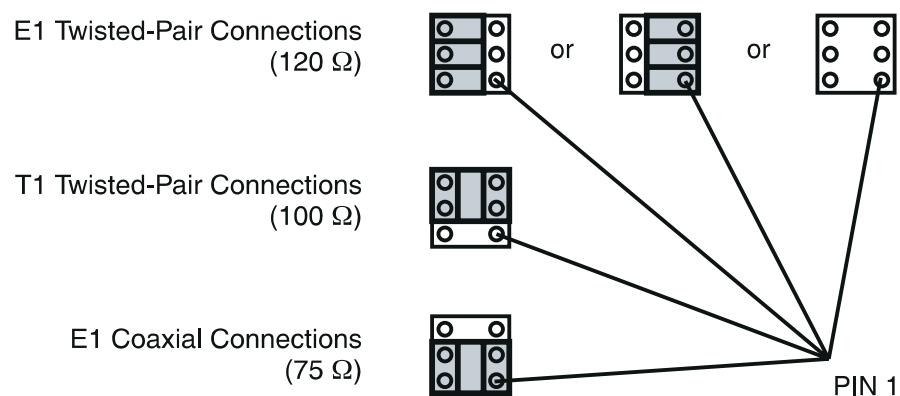 E1 Twisted-Pair Connections
(120 Ω)
or
or
T1 Twisted-Pair Connections
(100 Ω)
E1 Coaxial Connections
(75 Ω)
PIN 1